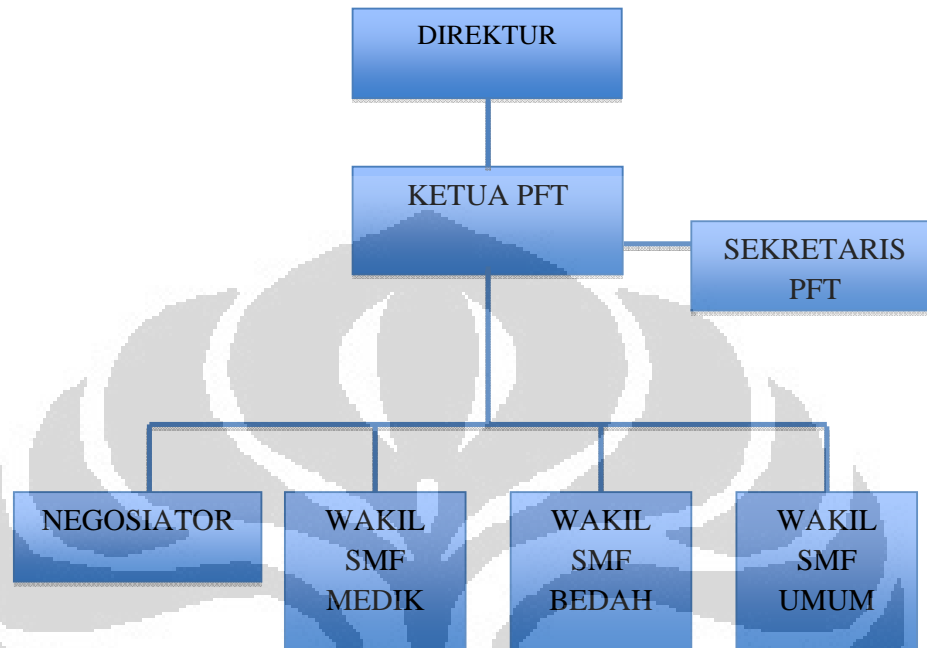 DIREKTUR
KETUA PFT
SEKRETARIS
PFT
NEGOSIATOR
WAKIL
SMF
MEDIK
WAKIL
SMF
BEDAH
WAKIL
SMF
UMUM